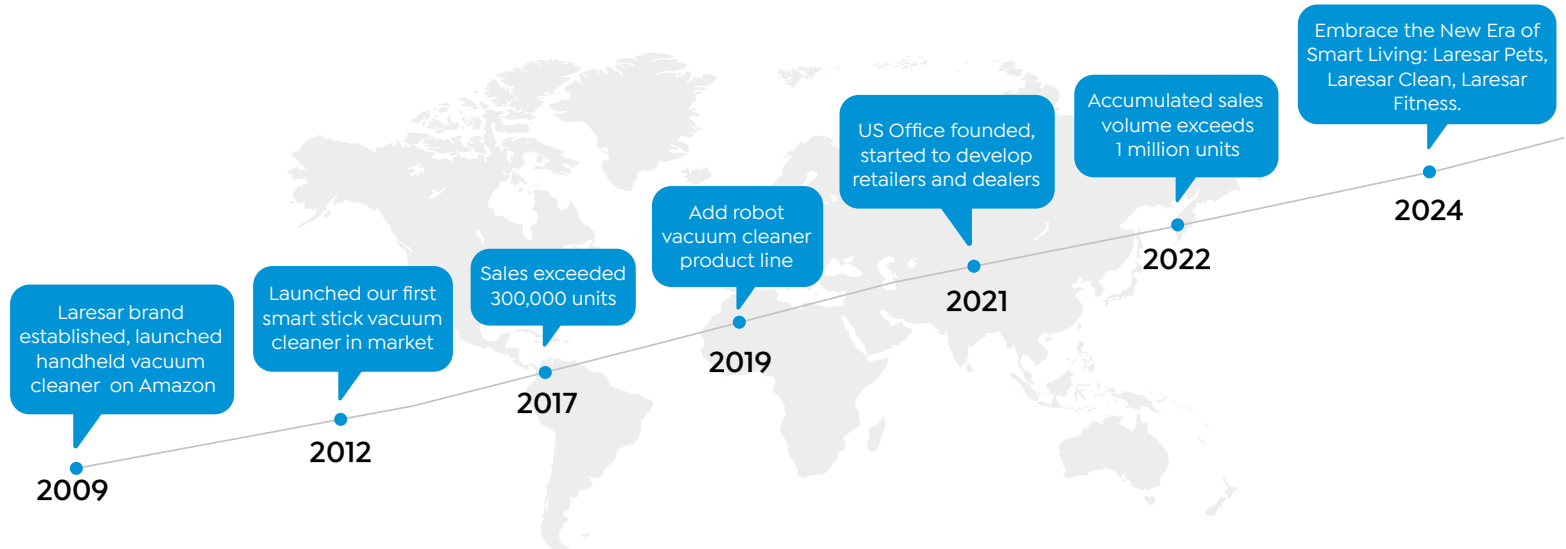 Laresar brand
established, launched
handheld vacuum
cleaner on Amazon
2009
Launched our first
smart stick vacuum
cleaner in market
2012
Sales exceeded
300,000 units
2017
Add robot
vacuum cleaner
product line
2019
US Office founded,
started to develop
retailers and dealers
2021
Accumulated sales
volume exceeds
1 million units
2022
Embrace the New Era of
Smart Living: Laresar Pets,
Laresar Clean, Laresar
Fitness.
2024